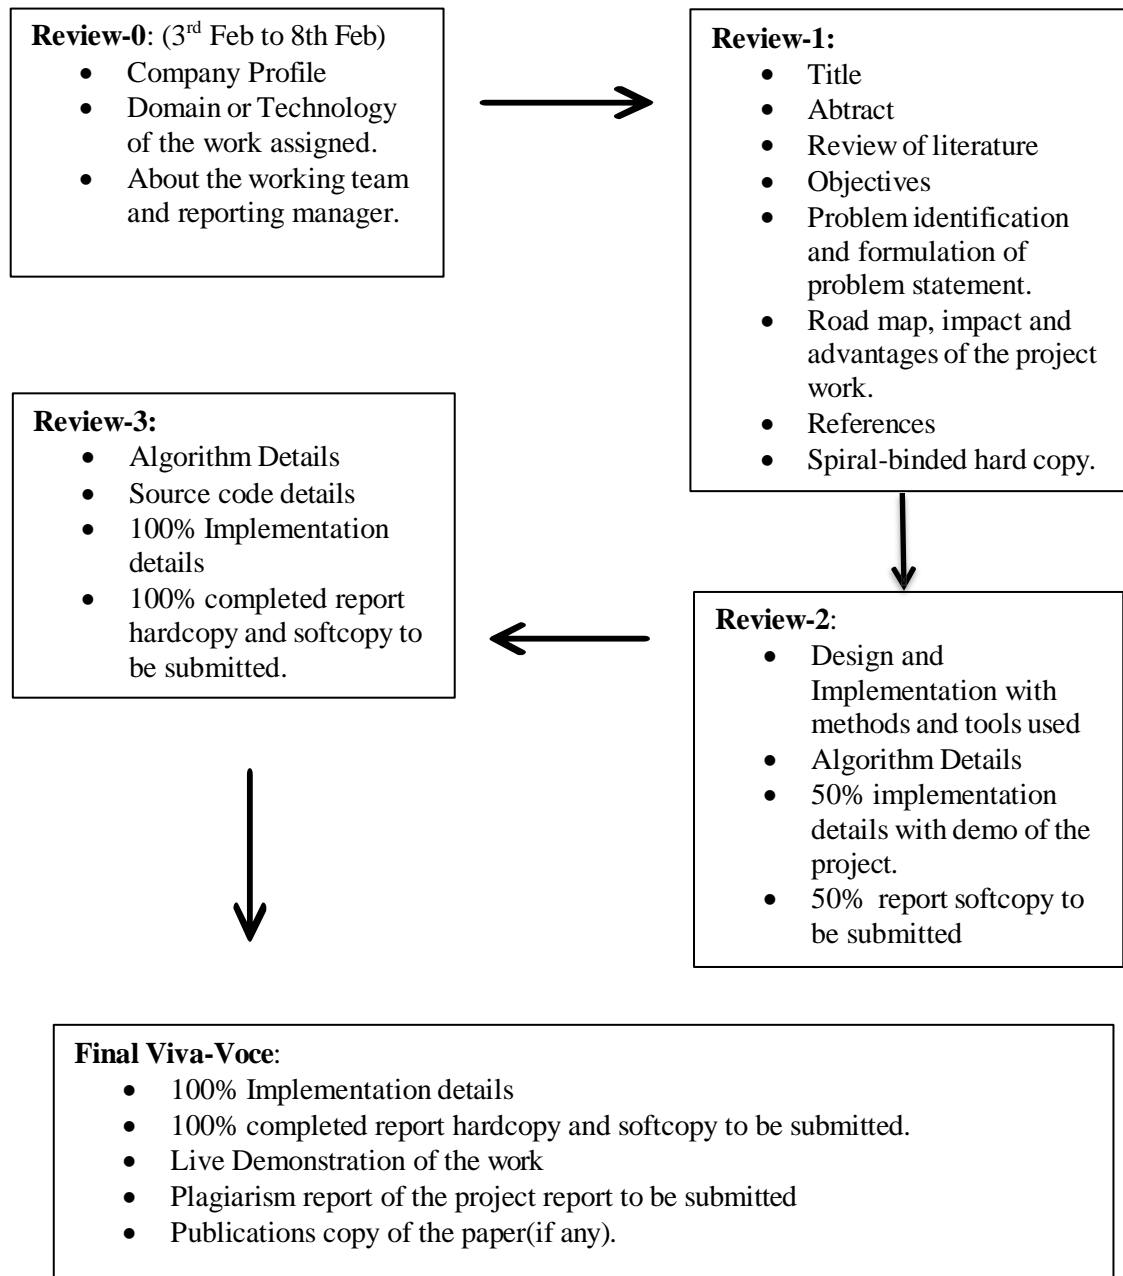 Review-0: (3rd Feb to 8th Feb)
• Company Profile
• Domain or Technology
of the work assigned.
• About the working team
and reporting manager.
Review-1:
• Title
• Abtract
• Review of literature
• Objectives
• Problem identification
and formulation of
problem statement.
• Road map, impact and
advantages of the project
work.
• References
• Spiral-binded hard copy.
Review-2:
• Design and
Implementation with
methods and tools used
• Algorithm Details
• 50% implementation
details with demo of the
project.
• 50% report softcopy to
be submitted
Review-3:
• Algorithm Details
• Source code details
• 100% Implementation
details
• 100% completed report
hardcopy and softcopy to
be submitted.
Final Viva-Voce:
• 100% Implementation details
• 100% completed report hardcopy and softcopy to be submitted.
• Live Demonstration of the work
• Plagiarism report of the project report to be submitted
• Publications copy of the paper(if any).